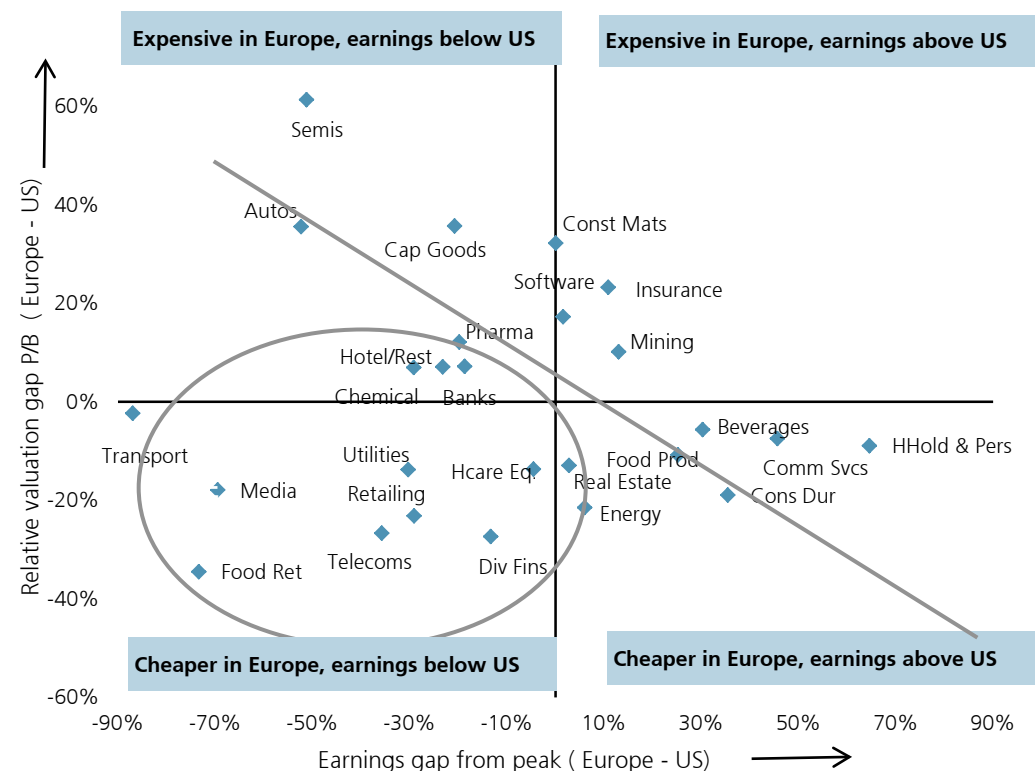 Expensive in Europe, earnings below US
Expensive in Europe, earnings above US
Relative valuation gap P/B ( Europe - US)
60%
40%
20%
0%
-20%
-40%
-60%
Semis
Autos
Cap Goods
Const Mats
Software
Insurance
Pharma
Mining
Hotel/Rest
Chemical
Banks
Beverages
Transport
Utilities
Hcare Eq.
Food Prod
HHold & Pers
Comm Svcs
Media
Retailing
Real Estate
Cons Dur
Energy
Telecoms
Div Fins
Food Ret
Cheaper in Europe, earnings below US
Cheaper in Europe, earnings above US
-90%
-70%
-50%
-30%
-10%
10%
30%
50%
70%
90%
Earnings gap from peak ( Europe - US)